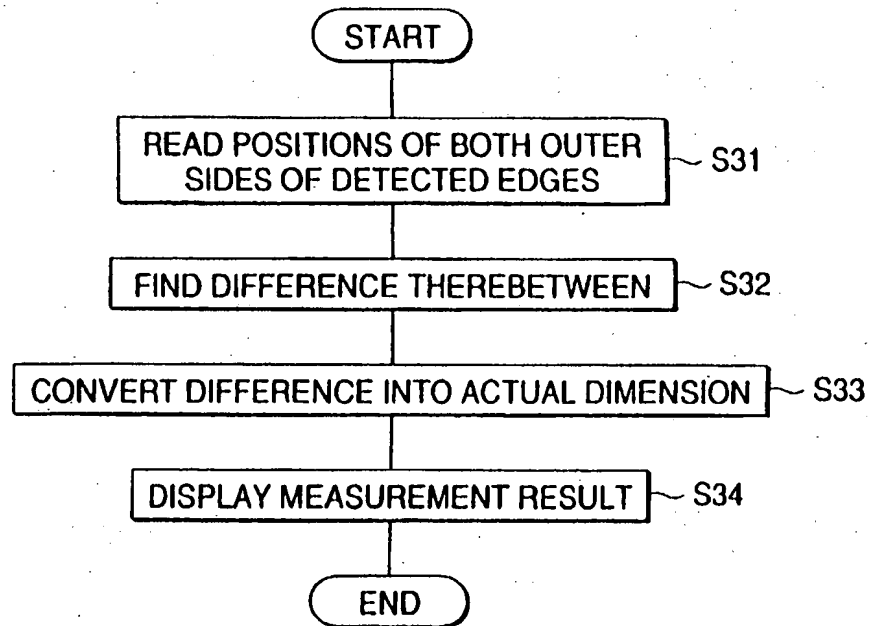 START
READ POSITIONS OF BOTH OUTER
SIDES OF DETECTED EDGES
S31
FIND DIFFERENCE THEREBETWEEN
S32
CONVERT DIFFERENCE INTO ACTUAL DIMENSION
S33
DISPLAY MEASUREMENT RESULT
S34
END